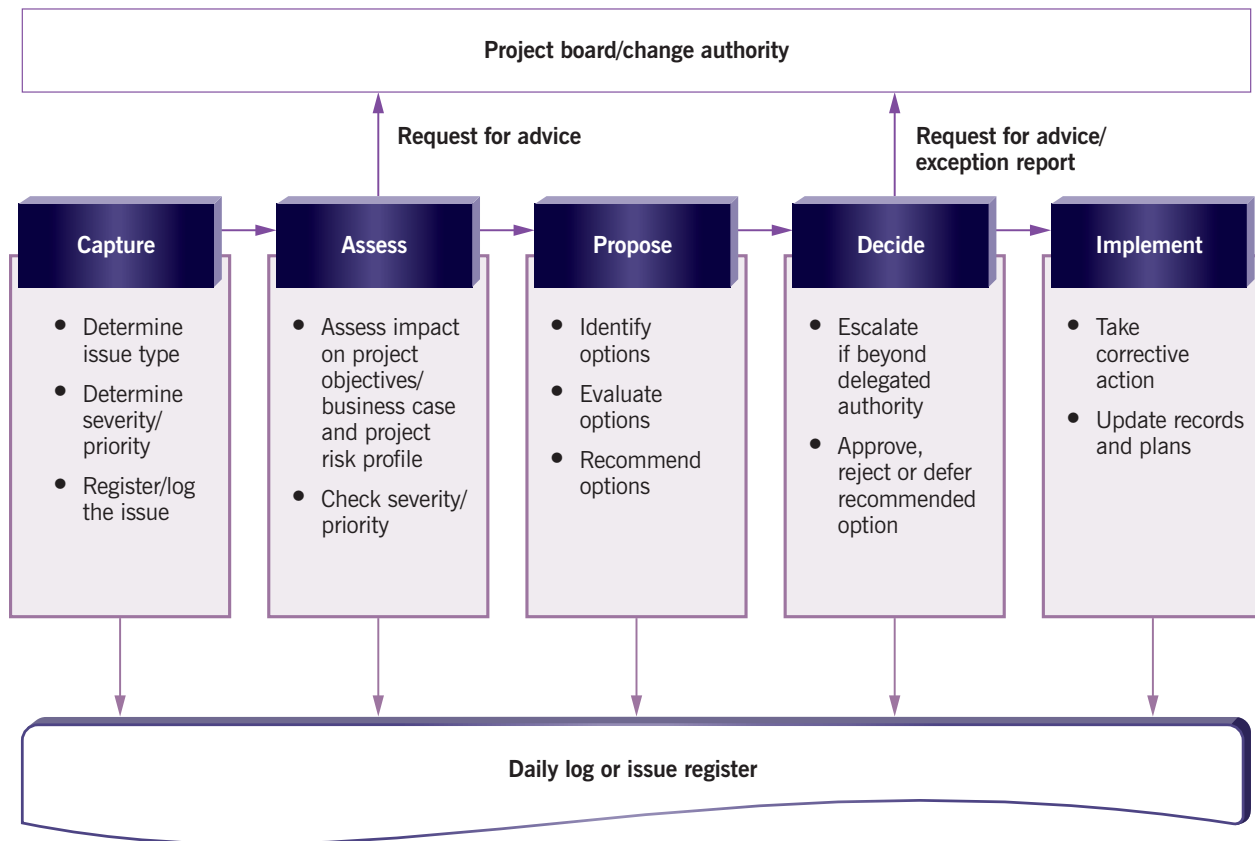 Project board/change authority
Request for advice
Request for advice/
exception report
Capture
Assess
Propose
Decide
Implement
• Determine
issue type
• Determine
severity/
priority
• Register/log
the issue
• Assess impact
on project
objectives/
business case
and project
risk profile
• Check severity/
priority
• Identify
options
• Evaluate
options
• Recommend
options
• Escalate
if beyond
delegated
authority
• Approve,
reject or defer
recommended
option
• Take
corrective
action
• Update records
and plans
Daily log or issue register